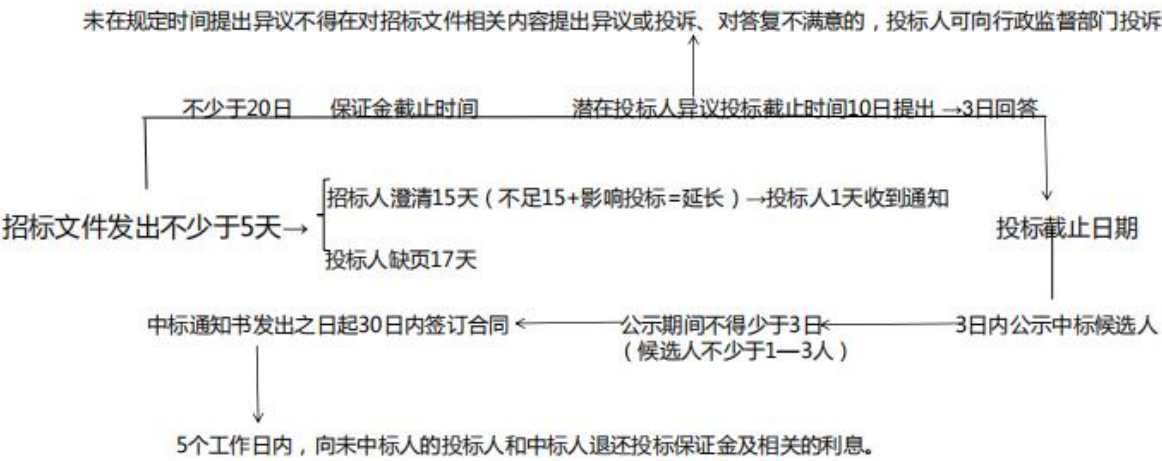 未在规定时间提出异议不得在对招标文件相关内容提出异议或投诉、对答复不满意的，投标人可向行政监督部门投诉
不少于20日 保证金截止时间 潜在投标人异议投标截止时间10日提出 →3日回答
招标文件发出不少于5天→
招标人澄清15天（不足15+影响投标=延长）→投标人1天收到通知
投标人缺页17天
投标截止日期
中标通知书发出之日起30日内签订合同
公示期间不得少于3日
（候选人不少于1—3人）
3日内公示中标候选人
5个工作日内，向未中标人的投标人和中标人退还投标保证金及相关的利息。